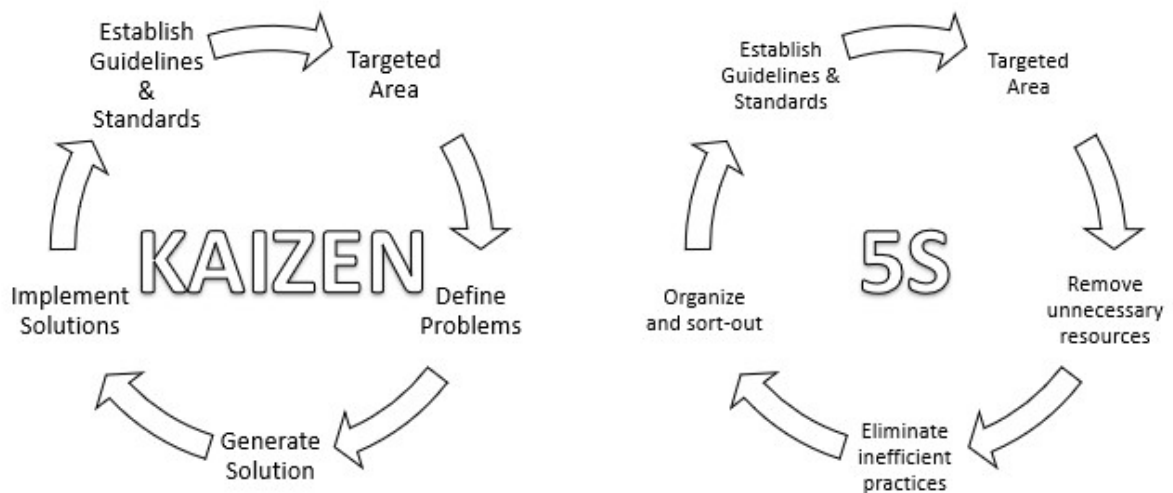 Establish
Guidelines
&
Standards
Targeted
Area
Define
Problems
Generate
Solution
Implement
Solutions
KAIZEN
Establish
Guidelines &
Standards
Targeted
Area
Remove
unnecessary
resources
Eliminate
inefficient
practices
Organize
and sort-out
5S